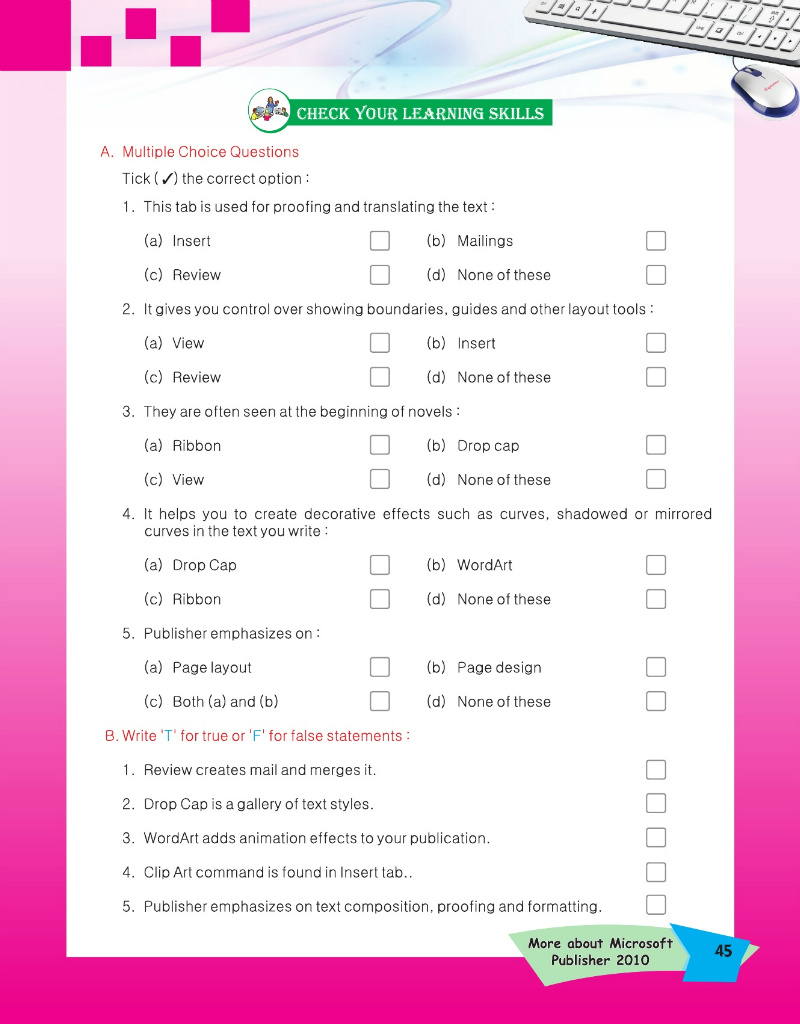 CHECK YOUR LEARNING SKILLS
A. Multiple Choice Questions
Tick (✓) the correct option :
1. This tab is used for proofing and translating the text :
(a) Insert (b) Mailings
(c) Review (d) None of these
2. It gives you control over showing boundaries, guides and other layout tools :
(a) View (b) Insert
(c) Review (d) None of these
3. They are often seen at the beginning of novels :
(a) Ribbon (b) Drop cap
(c) View (d) None of these
4. It helps you to create decorative effects such as curves, shadowed or mirrored
curves in the text you write :
(a) Drop Cap (b) WordArt
(c) Ribbon (d) None of these
5. Publisher emphasizes on :
(a) Page layout (b) Page design
(c) Both (a) and (b) (d) None of these
B. Write 'T' for true or 'F' for false statements :
1. Review creates mail and merges it.
2. Drop Cap is a gallery of text styles.
3. WordArt adds animation effects to your publication.
4. Clip Art command is found in Insert tab..
5. Publisher emphasizes on text composition, proofing and formatting.
More about Microsoft
Publisher 2010
45